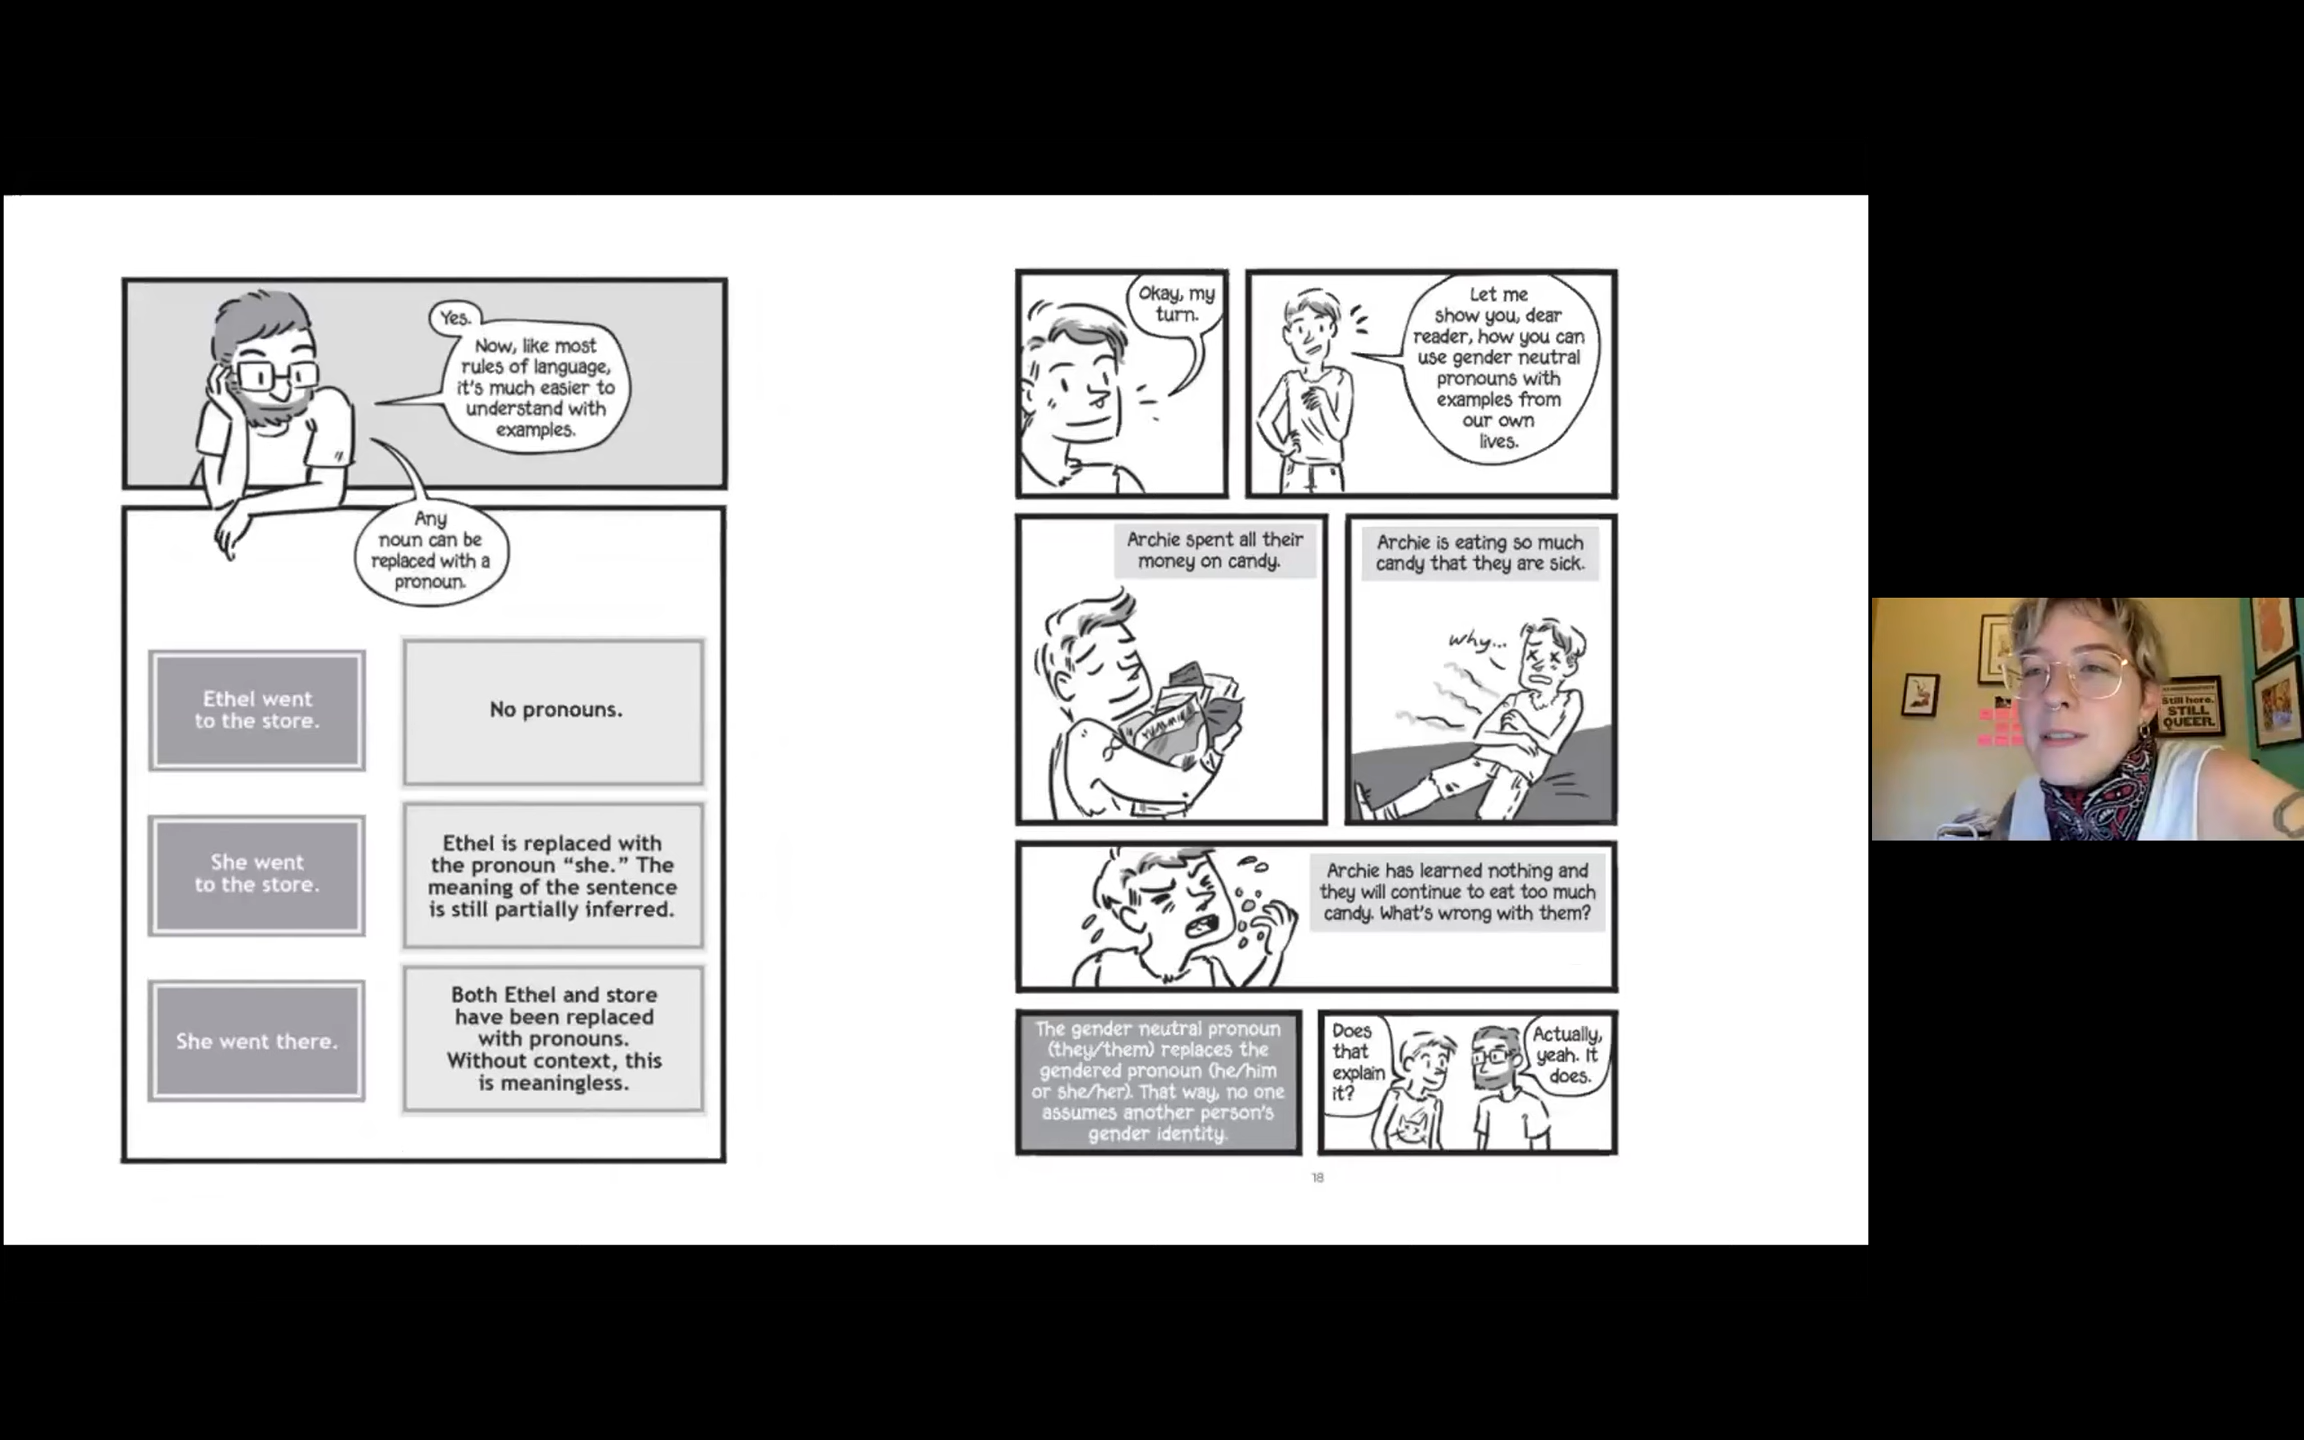 Yes.
Now, like most
rules of language,
it's much easier to
understand with
examples.
Any
noun can be
replaced with a
pronoun.
Ethel went
to the store.
No pronouns.
She went
to the store.
Ethel is replaced with
the pronoun “she.” The
meaning of the sentence
is still partially inferred.
She went there.
Both Ethel and store
have been replaced
with pronouns.
Without context, this
is meaningless.
Okay, my
turn.
Let me
show you, dear
reader, how you can
use gender neutral
pronouns with
examples from
our own
lives.
Archie spent all their
money on candy.
Archie is eating so much
candy that they are sick.
why...
Archie has learned nothing and
they will continue to eat too much
candy. What's wrong with them?
The gender neutral pronoun
(they/them) replaces the
gendered pronoun (he/him
or she/her). That way, no one
assumes another person's
gender identity.
Does
that
explain
it?
Actually,
yeah. It
does.
18
Still here.
STILL
QUEER.